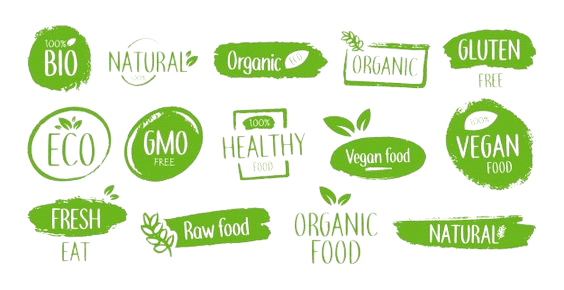 100%
BIO
NATURAL
100%
Organic
ECO
ORGANIC
GLUTEN
FREE
ECO
GMO
FREE
100%
HEALTHY
FOOD
Vegan food
100%
VEGAN
FOOD
FRESH
EAT
Raw food
ORGANIC
FOOD
NATURAL